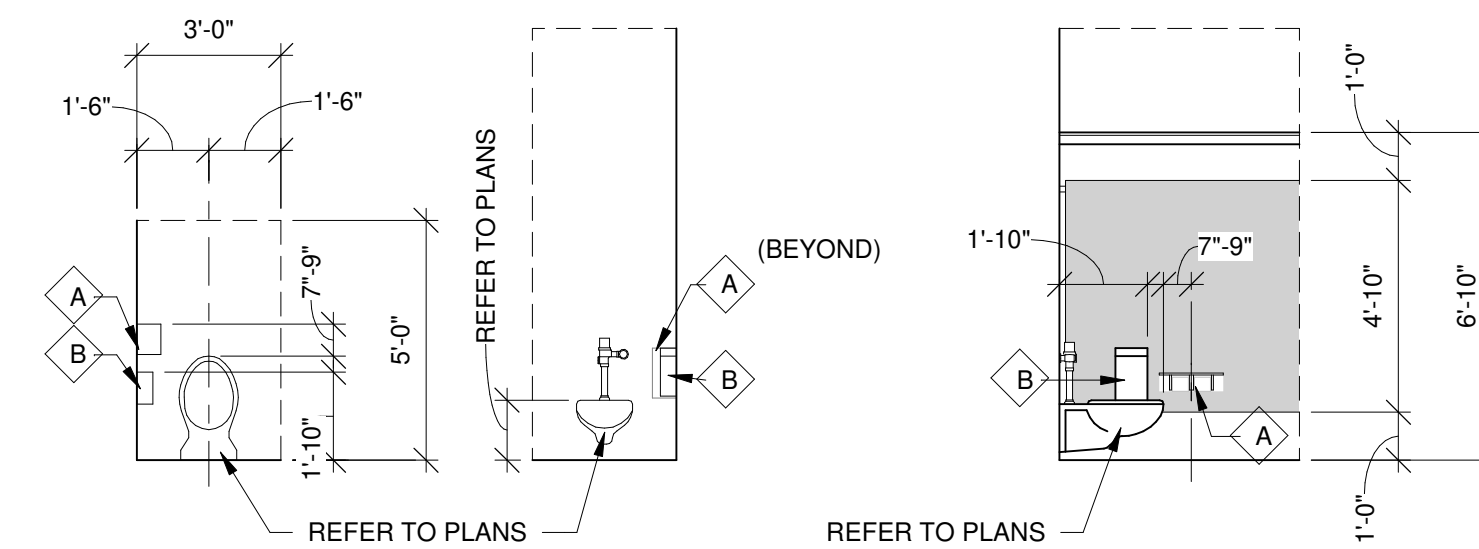 3'-0"
1'-6"
1'-6"
A
B
7"-9"
1'-10"
5'-0"
REFER TO PLANS
REFER TO PLANS
(BEYOND)
A
B
1'-10"
7"-9"
B
A
REFER TO PLANS
1'-0"
4'-10"
6'-10"
1'-0"